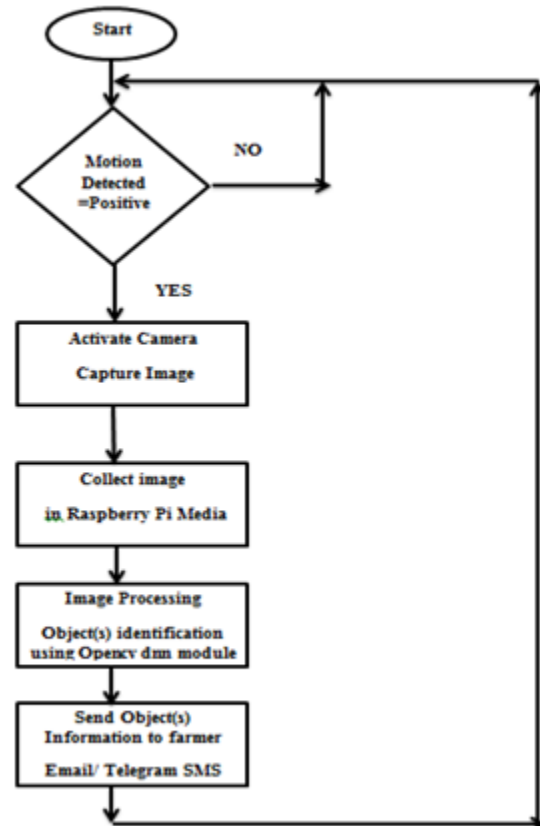 Start
Motion
Detected
=Positive
NO
YES
Activate Camera
Capture Image
Collect image
in Raspberry Pi Media
Image Processing
Object(s) identification
using Opencv dnn module
Send Object(s)
Information to farmer
Email/ Telegram SMS